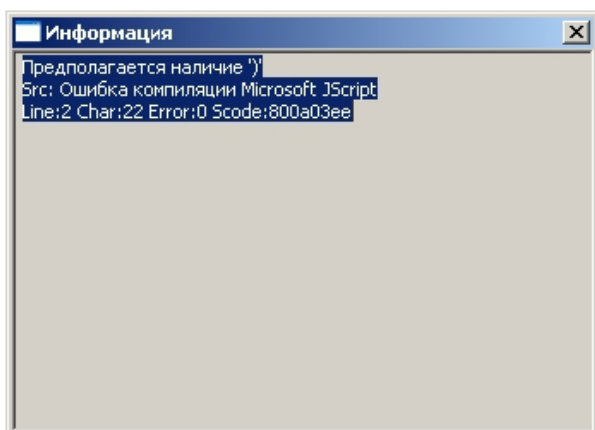 Информация
Предполагается наличие ')'
Src: Ошибка компиляции Microsoft JScript
Line:2 Char:22 Error:0 Scode:800a03ee